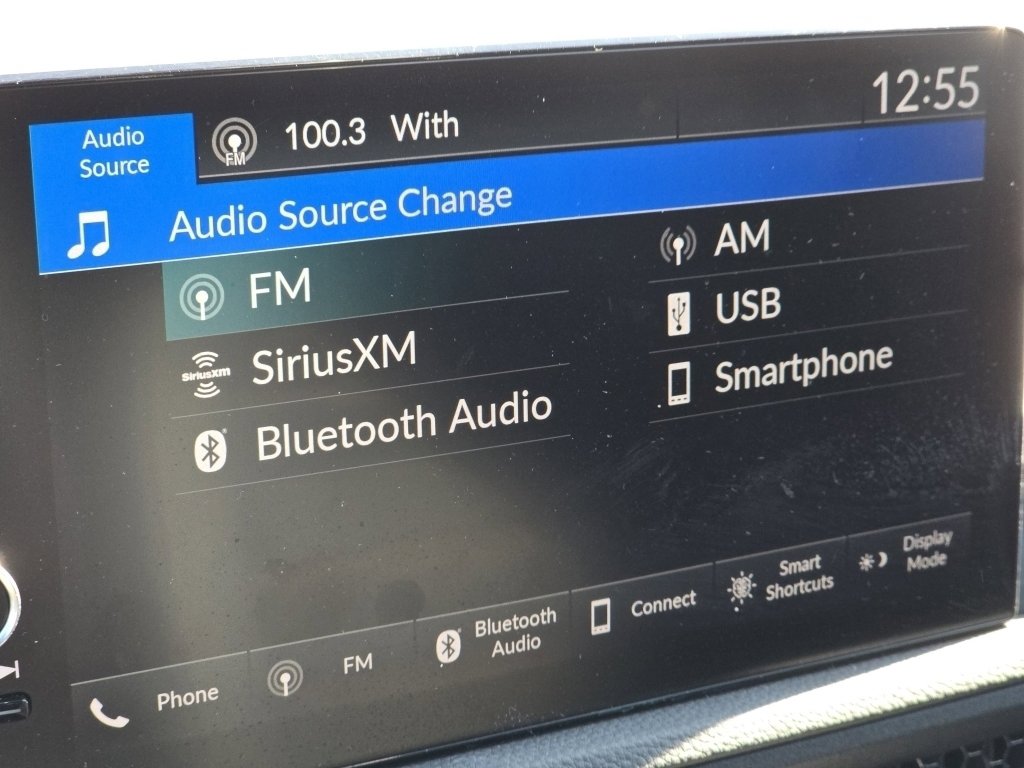 12:55
Audio
Source
FM
100.3 With
Audio Source Change
FM
AM
SiriusXM
SiriusXM
USB
Bluetooth Audio
Smartphone
Phone
FM
Bluetooth
Audio
Connect
Smart
Shortcuts
Display
Mode